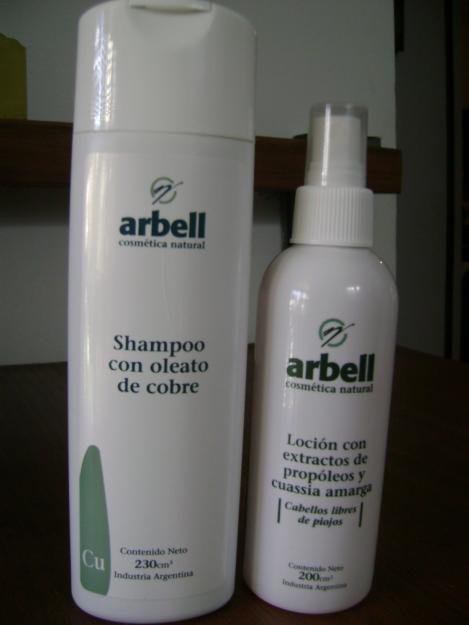 arbell
cosmética natural
Shampoo
con oleato
de cobre
Cu
Contenido Neto
230cm³
Industria Argentina
arbell
cosmética natural
Loción con
extractos de
propóleos y
cuassia amarga
Cabellos libres
de piojos
Contenido Neto
200cm³
Industria Argentina